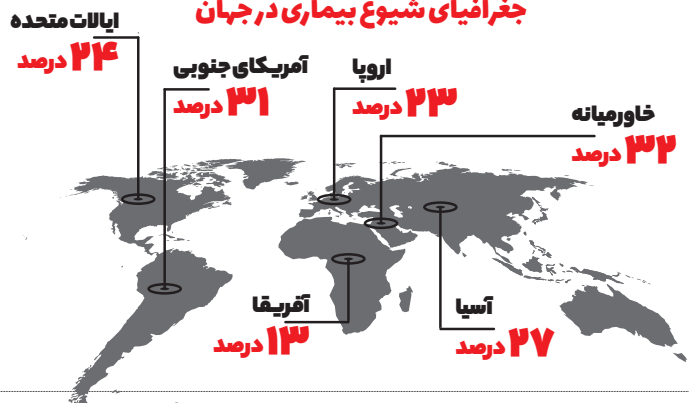 جغرافیای شیوع بیماری در جهان
ایالات متحده
۲۴ درصد
آمریکای جنوبی
۳۱ درصد
اروپا
۲۳ درصد
خاورمیانه
۳۲ درصد
آفریقا
۱۳ درصد
آسیا
۲۷ درصد